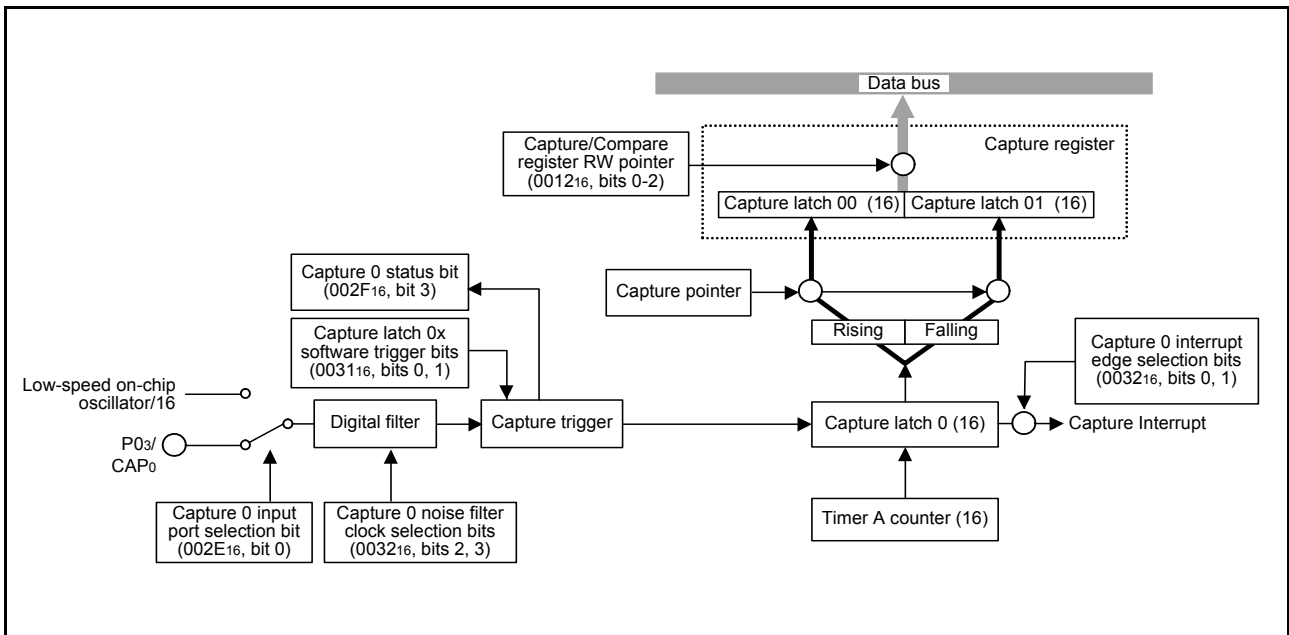 Data bus
Capture/Compare
register RW pointer
(001216, bits 0-2)
Capture register
Capture latch 00 (16)
Capture latch 01 (16)
Capture 0 status bit
(002F16, bit 3)
Capture pointer
Rising
Falling
Capture latch 0x
software trigger bits
(003116, bits 0, 1)
Capture 0 interrupt
edge selection bits
(003216, bits 0, 1)
Low-speed on-chip
oscillator/16
P03/
CAP0
Digital filter
Capture trigger
Capture latch 0 (16)
Capture Interrupt
Capture 0 input
port selection bit
(002E16, bit 0)
Capture 0 noise filter
clock selection bits
(003216, bits 2, 3)
Timer A counter (16)